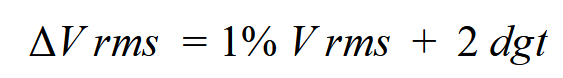 ΔV rms = 1% V rms + 2 dgt